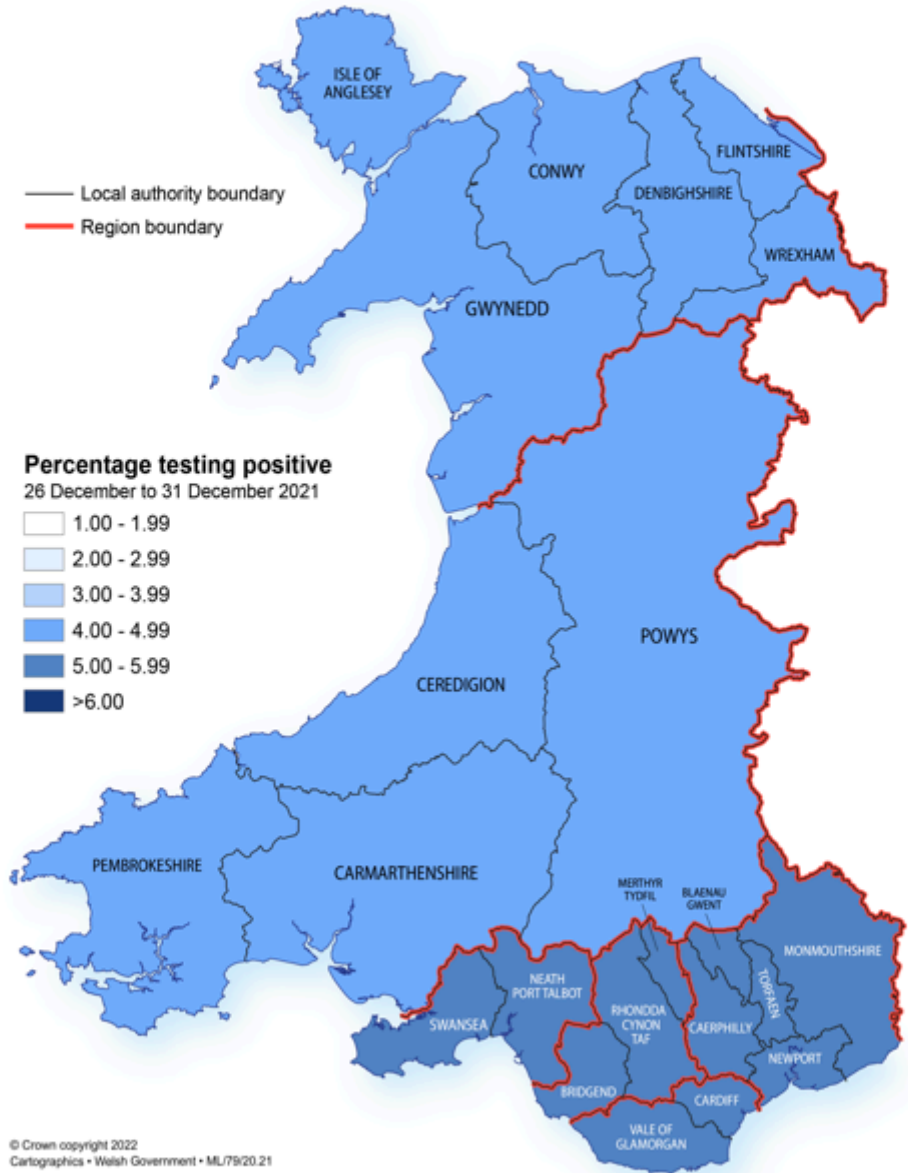 ISLE OF
ANGLESEY
FLINTSHIRE
CONWY
DENBIGHSHIRE
Local authority boundary
Region boundary
WREXHAM
GWYNEDD
Percentage testing positive
26 December to 31 December 2021
1.00 - 1.99
2.00 - 2.99
3.00 - 3.99
4.00 - 4.99
5.00 - 5.99
>6.00
POWYS
CEREDIGION
PEMBROKESHIRE
CARMARTHENSHIRE
MERTHYR
TYDFIL
BLAENAU
GWENT
MONMOUTHSHIRE
NEATH
PORT TALBOT
TORFAEN
SWANSEA
RHONDDA
CYNON
TAF
CAERPHILLY
NEWPORT
BRIDGEND
CARDIFF
VALE OF
GLAMORGAN
© Crown copyright 2022
Cartographics • Welsh Government • ML/79/20.21